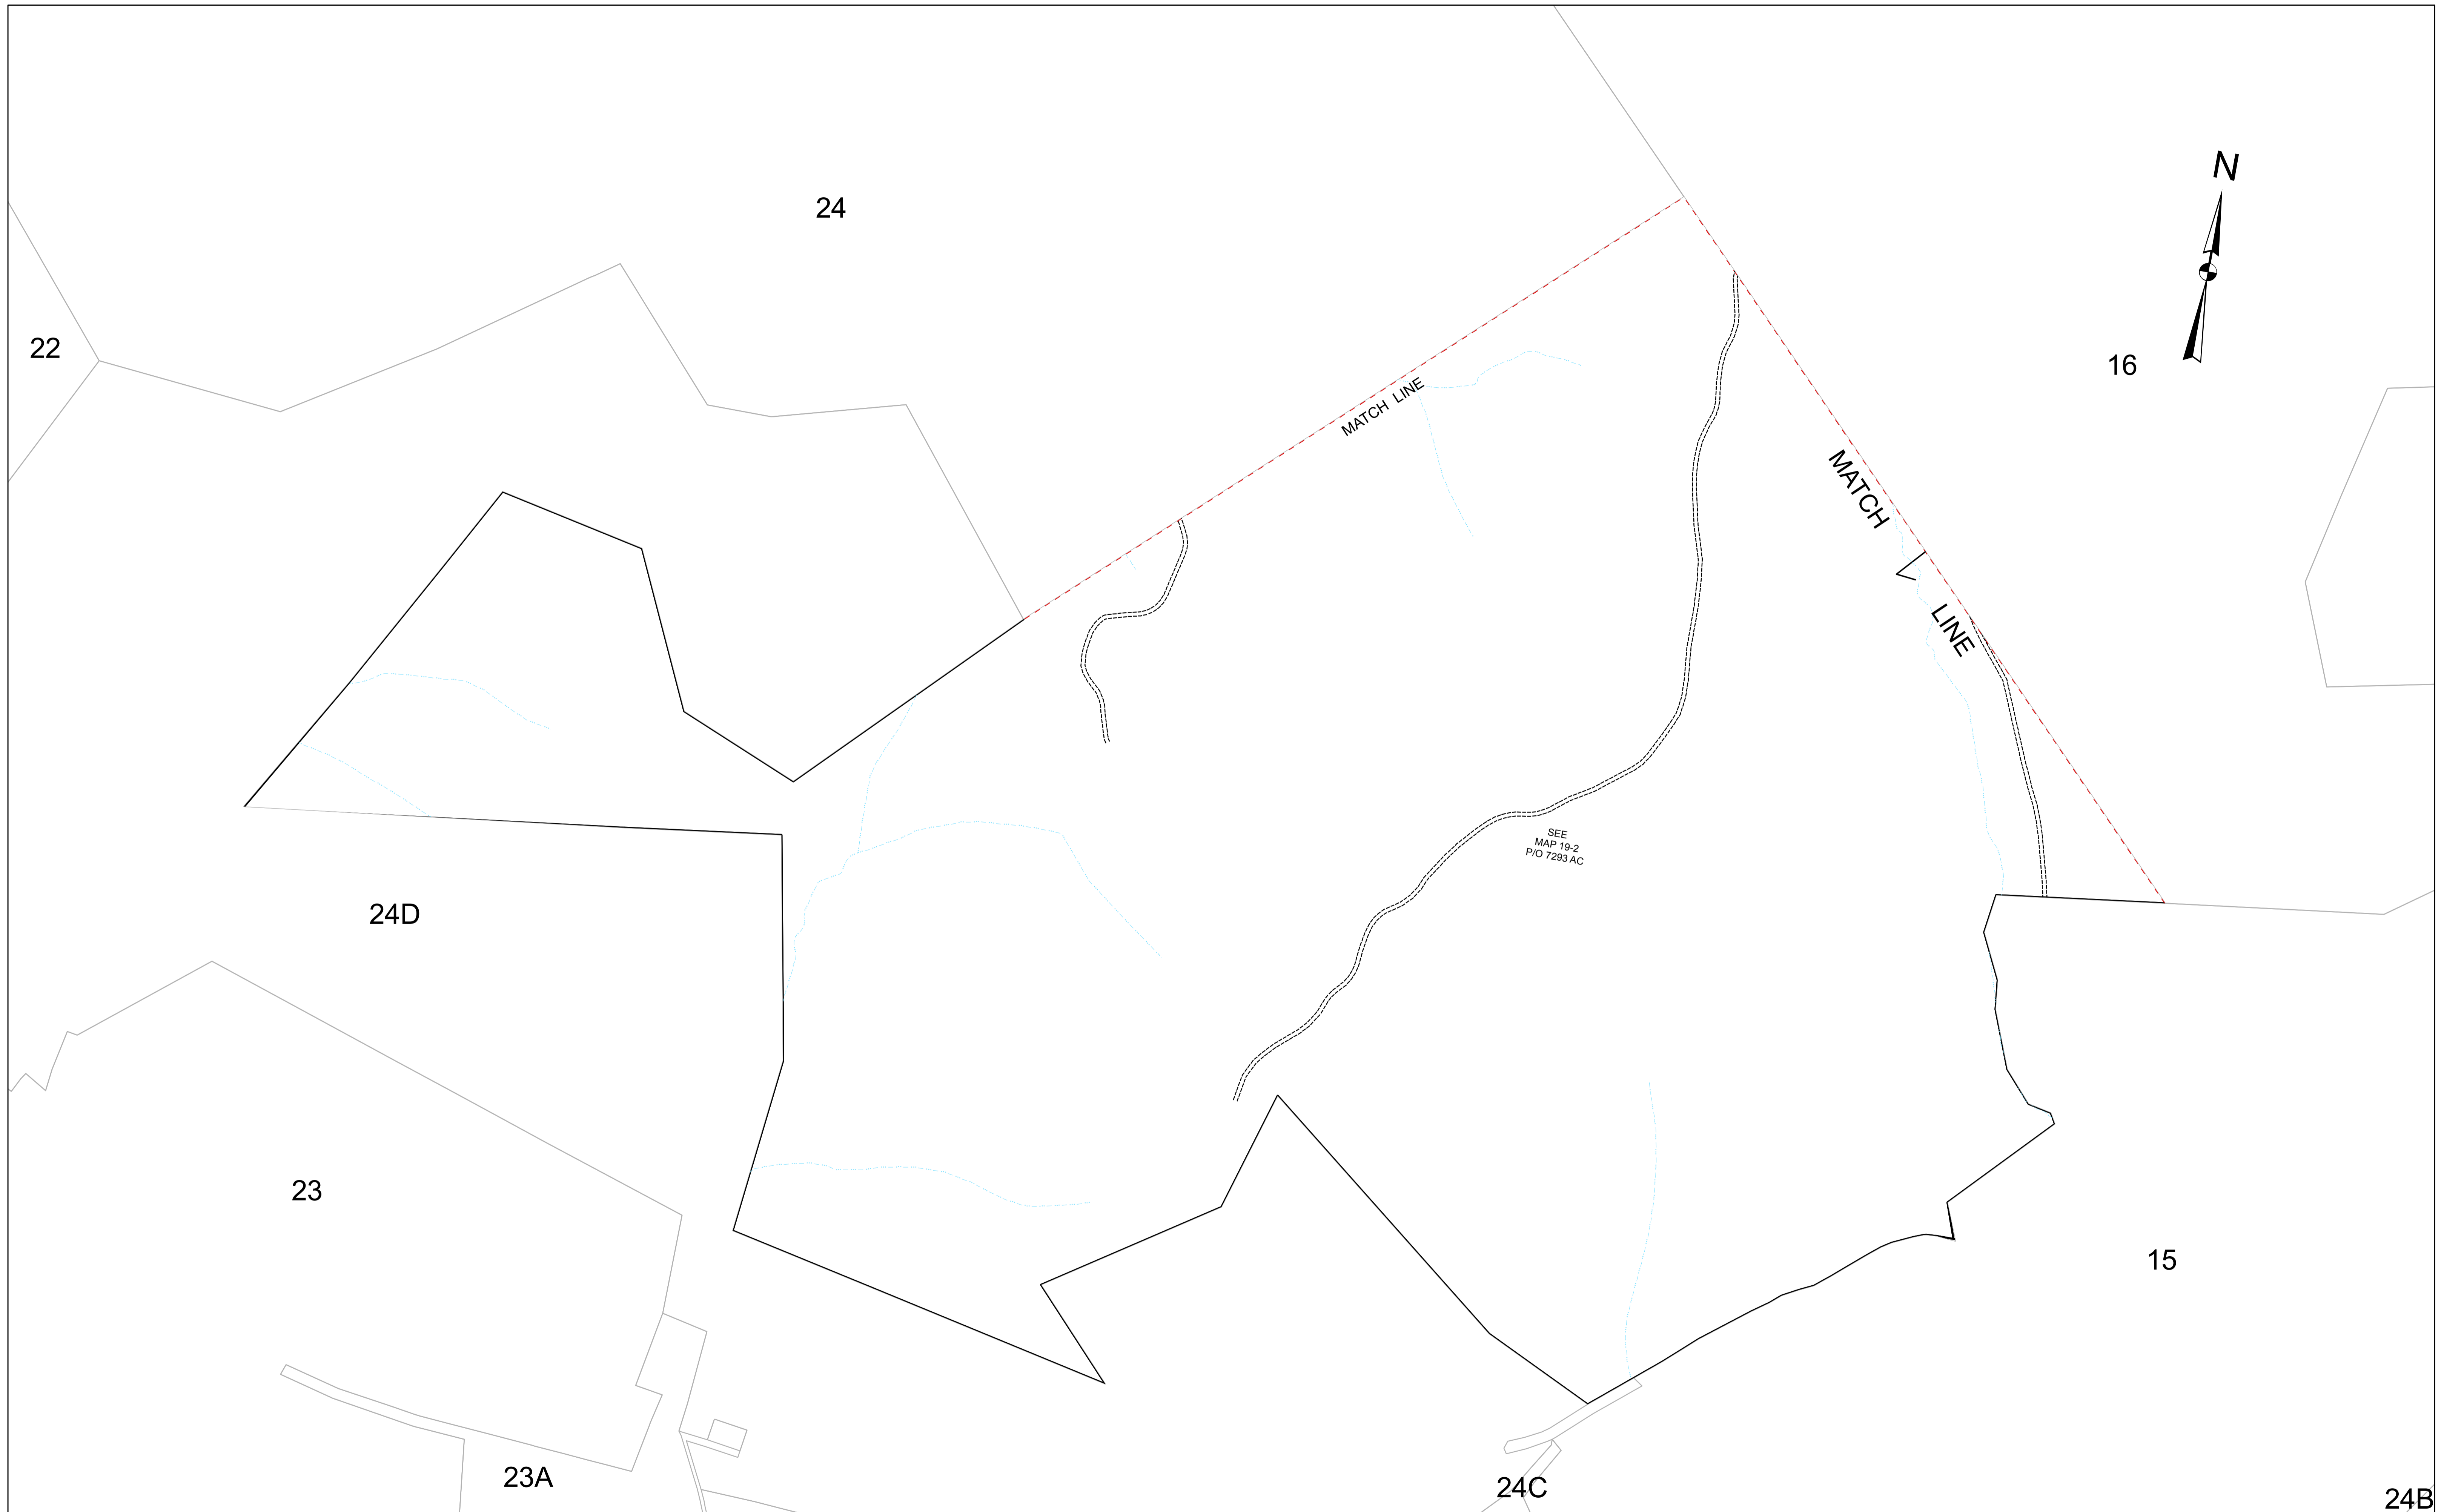 N
24
22
16
MATCH LINE
MATCH LINE
SEE
MAP 19-2
P/O 7293 AC
24D
23
15
23A
24C
24B